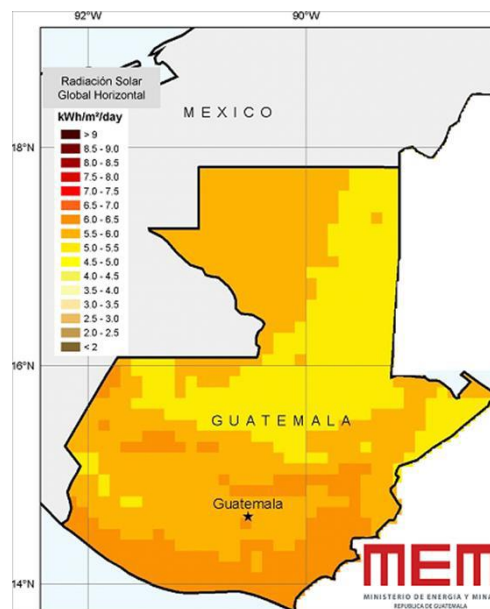 92°W
90°W
Radiación Solar
Global Horizontal
kWh/m²/day
> 9
8.5 - 9.0
8.0 - 8.5
7.5 - 8.0
7.0 - 7.5
6.5 - 7.0
6.0 - 6.5
5.5 - 6.0
5.0 - 5.5
4.5 - 5.0
4.0 - 4.5
3.5 - 4.0
3.0 - 3.5
2.5 - 3.0
2.0 - 2.5
< 2
MEXICO
18°N
16°N
GUATEMALA
Guatemala
14°N
MEM
MINISTERIO DE ENERGIA Y MINA
REPUBLICA DE GUATEMALA